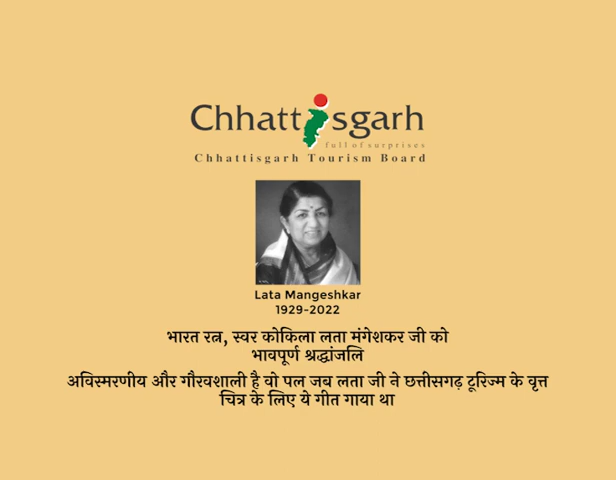 Chhattisgarh
full of surprises
Chhattisgarh Tourism Board
Lata Mangeshkar
1929-2022
भारत रत्न, स्वर कोकिला लता मंगेशकर जी को
भावपूर्ण श्रद्धांजलि
अविस्मरणीय और गौरवशाली है वो पल जब लता जी ने छत्तीसगढ़ टूरिज्म के वृत्त
चित्र के लिए ये गीत गाया था